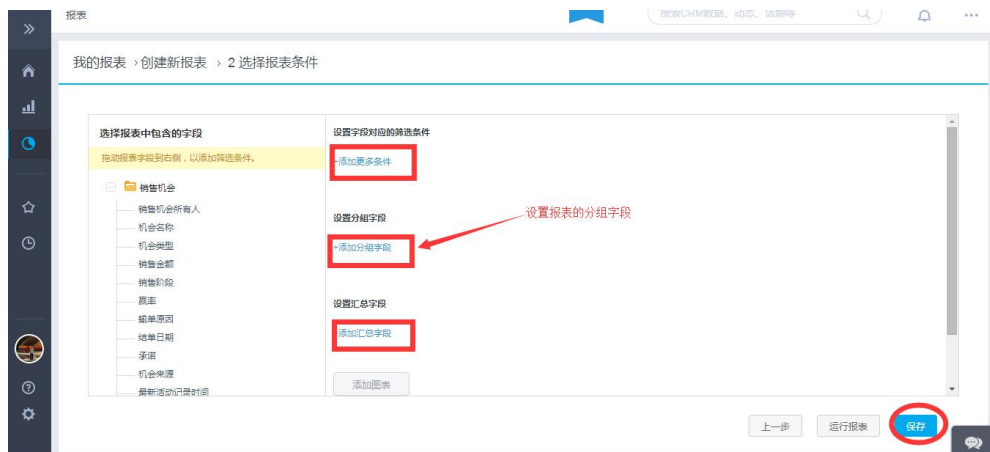 报表
搜索CRM数据、动态、话题等
我的报表 › 创建新报表 › 2 选择报表条件
选择报表中包含的字段
拖动报表字段到右侧，以添加筛选条件。
销售机会
销售机会所有人
机会名称
机会类型
销售金额
销售阶段
赢率
输单原因
结单日期
承诺
机会来源
最新活动记录时间
设置字段对应的筛选条件
+添加更多条件
设置分组字段
设置报表的分组字段
+添加分组字段
设置汇总字段
添加汇总字段
添加图表
上一步
运行报表
保存